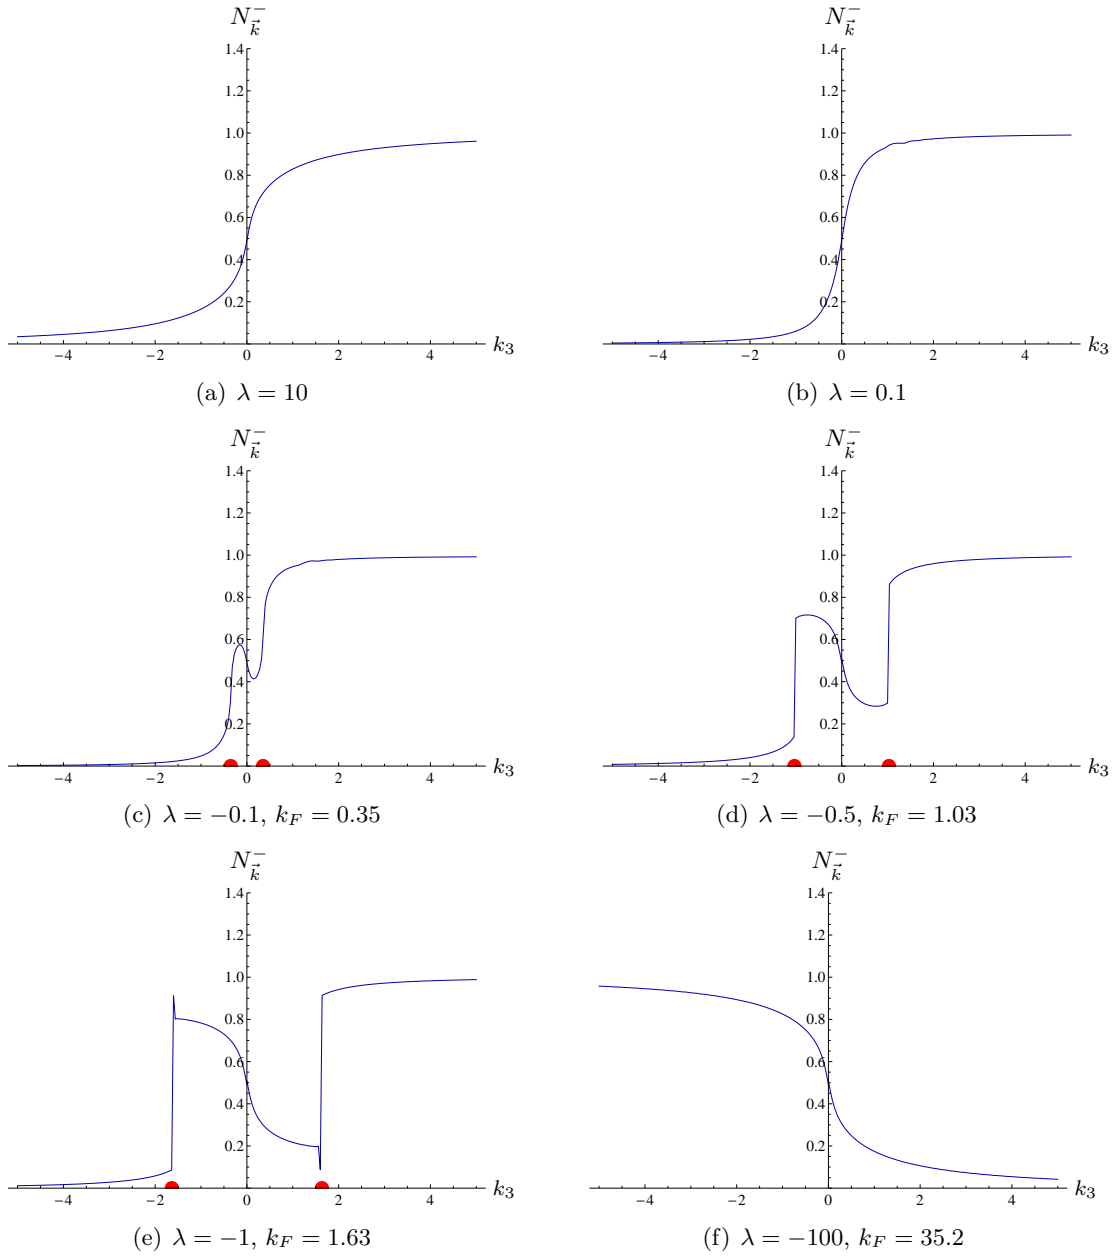 N_{\vec{k}}^{-} N_{\vec{k}}^{-}
1.4 1.4
1.2 1.2
1.0 1.0
0.8 0.8
0.6 0.6
0.4 0.4
0.2 0.2
−4 −2 0 2 4 k_3 −4 −2 0 2 4 k_3
(a) λ = 10 (b) λ = 0.1
N_{\vec{k}}^{-} N_{\vec{k}}^{-}
1.4 1.4
1.2 1.2
1.0 1.0
0.8 0.8
0.6 0.6
0.4 0.4
0.2 0.2
−4 −2 0 2 4 k_3 −4 −2 0 2 4 k_3
(c) λ = −0.1, k_F = 0.35 (d) λ = −0.5, k_F = 1.03
N_{\vec{k}}^{-} N_{\vec{k}}^{-}
1.4 1.4
1.2 1.2
1.0 1.0
0.8 0.8
0.6 0.6
0.4 0.4
0.2 0.2
−4 −2 0 2 4 k_3 −4 −2 0 2 4 k_3
(e) λ = −1, k_F = 1.63 (f) λ = −100, k_F = 35.2